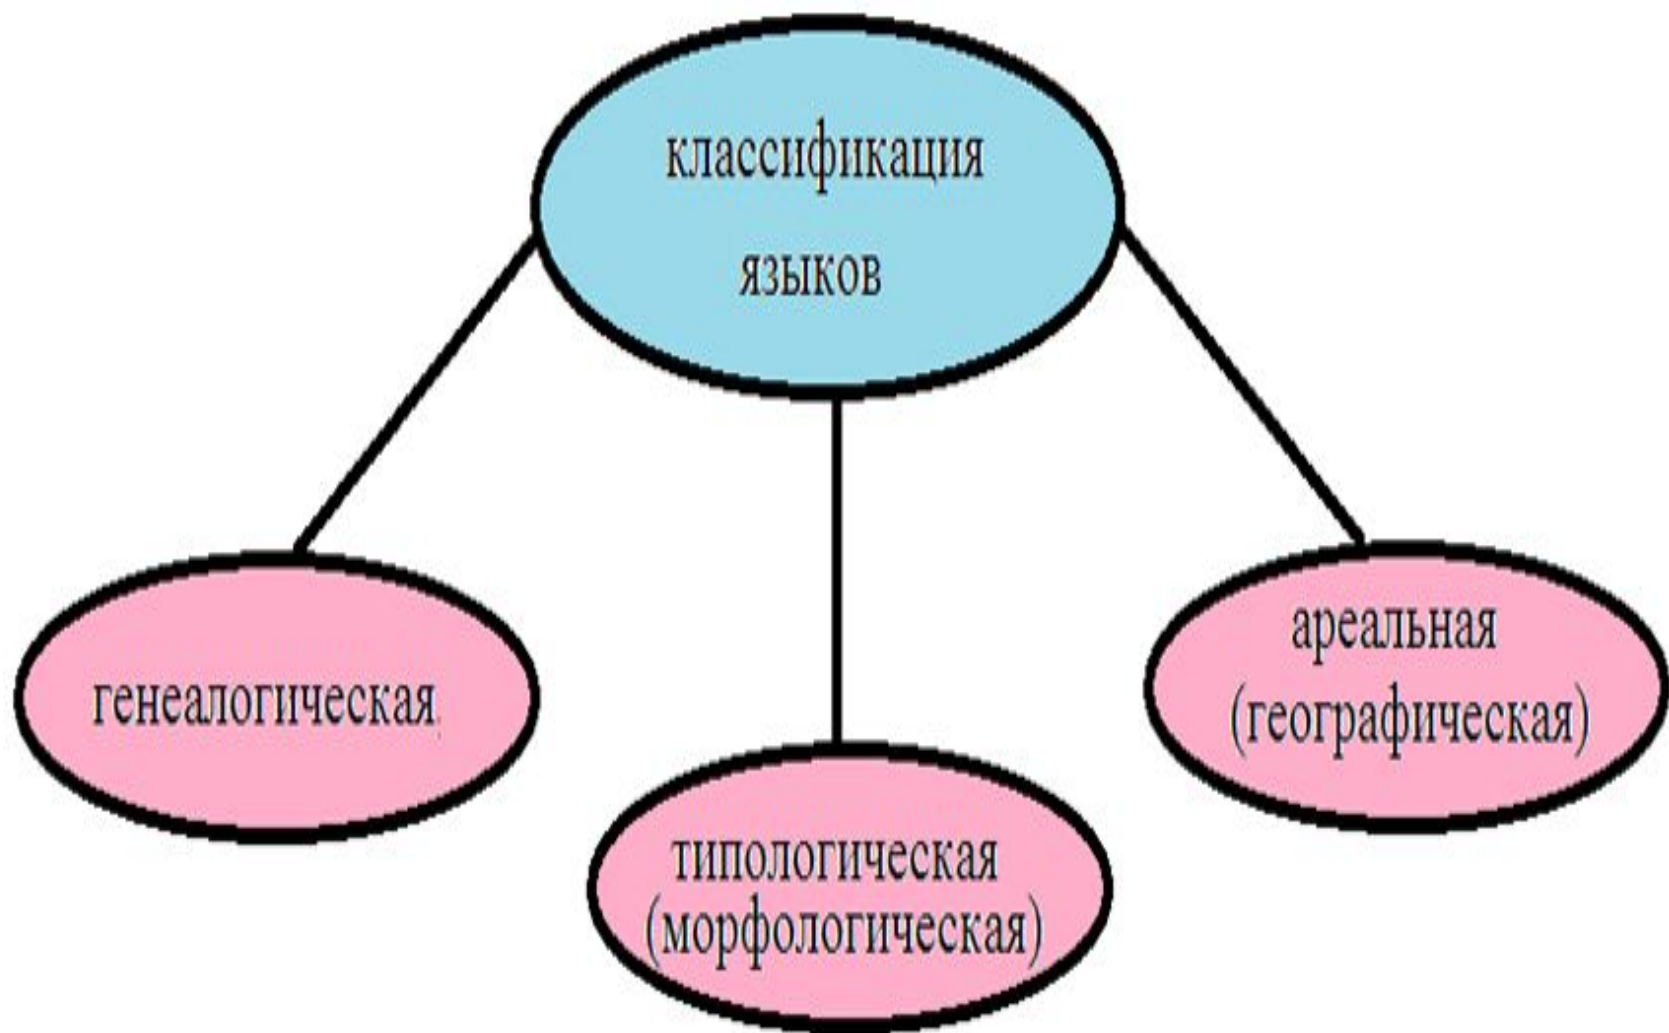 классификация
языков
генеалогическая
типологическая
(морфологическая)
ареальная
(географическая)